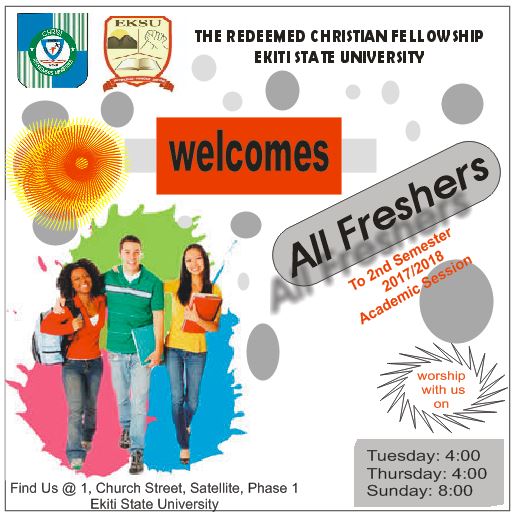 CHRIST
EKSU
THE REDEEMED CHRISTIAN FELLOWSHIP
EKITI STATE UNIVERSITY
welcomes
All Freshers
To 2nd Semester
2017/2018
Academic Session
worship
with us
on
Tuesday: 4:00
Thursday: 4:00
Sunday: 8:00
Find Us @ 1, Church Street, Satellite, Phase 1
Ekiti State University